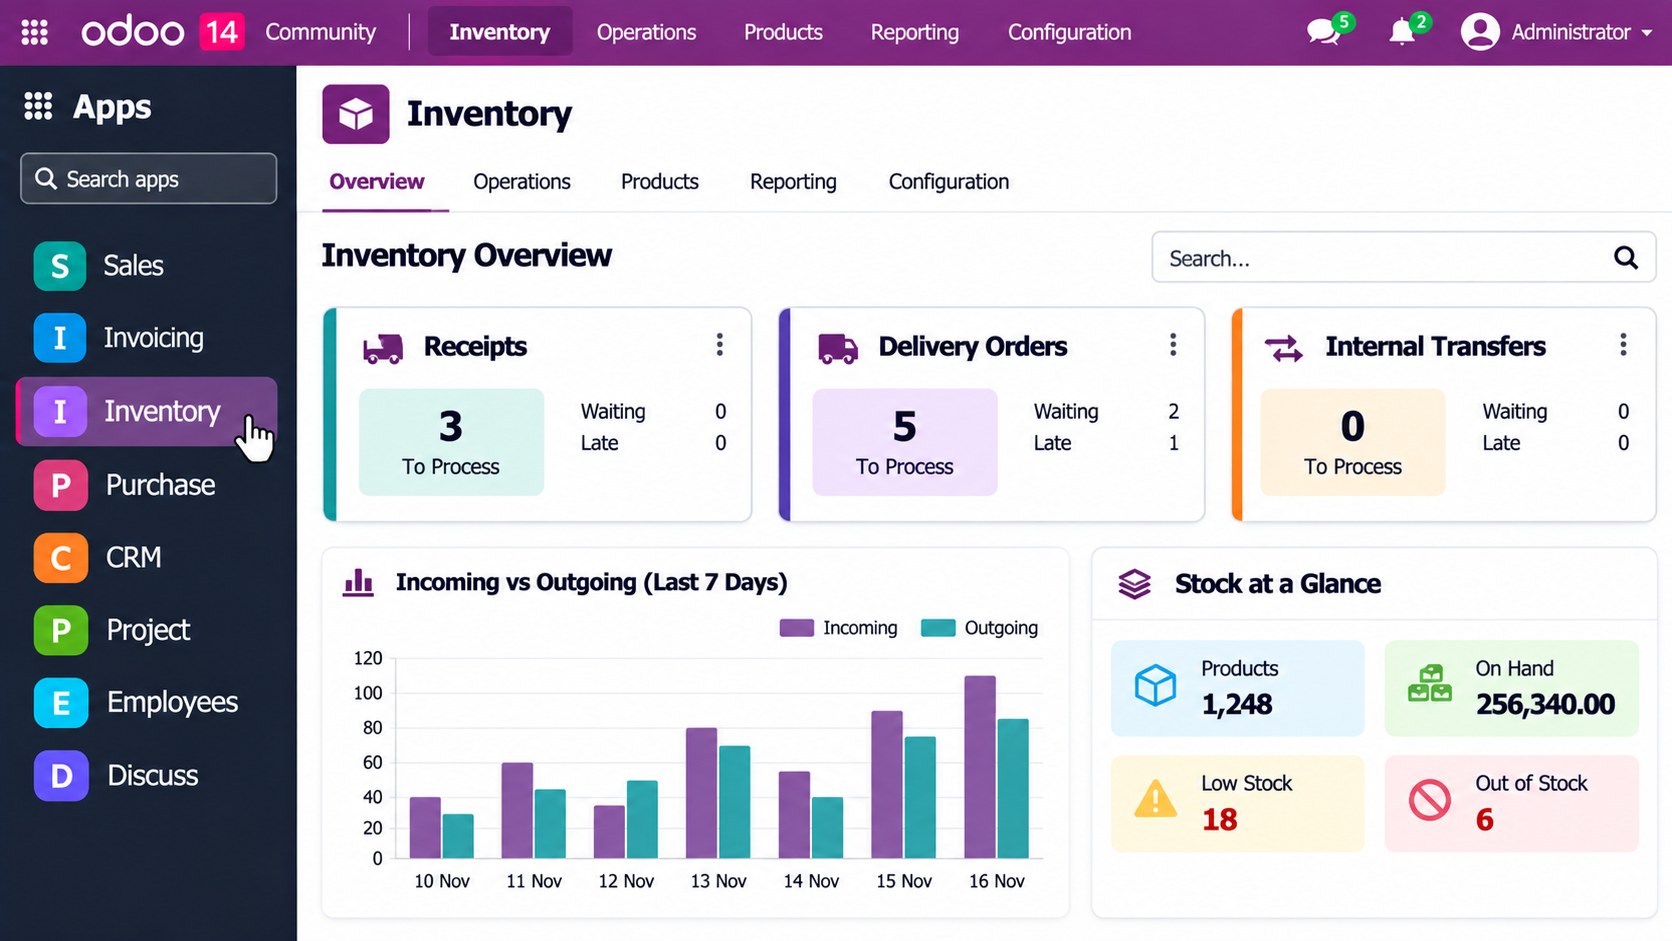 odoo 14 Community Inventory Operations Products Reporting Configuration 5 2 Administrator
Apps
Search apps
S Sales
I Invoicing
I Inventory
P Purchase
C CRM
P Project
E Employees
D Discuss
Inventory
Overview Operations Products Reporting Configuration
Inventory Overview
Search...
Receipts
3
To Process
Waiting 0
Late 0
Delivery Orders
5
To Process
Waiting 2
Late 1
Internal Transfers
0
To Process
Waiting 0
Late 0
Incoming vs Outgoing (Last 7 Days)
Incoming Outgoing
120
100
80
60
40
20
0
10 Nov 11 Nov 12 Nov 13 Nov 14 Nov 15 Nov 16 Nov
Stock at a Glance
Products
1,248
On Hand
256,340.00
Low Stock
18
Out of Stock
6